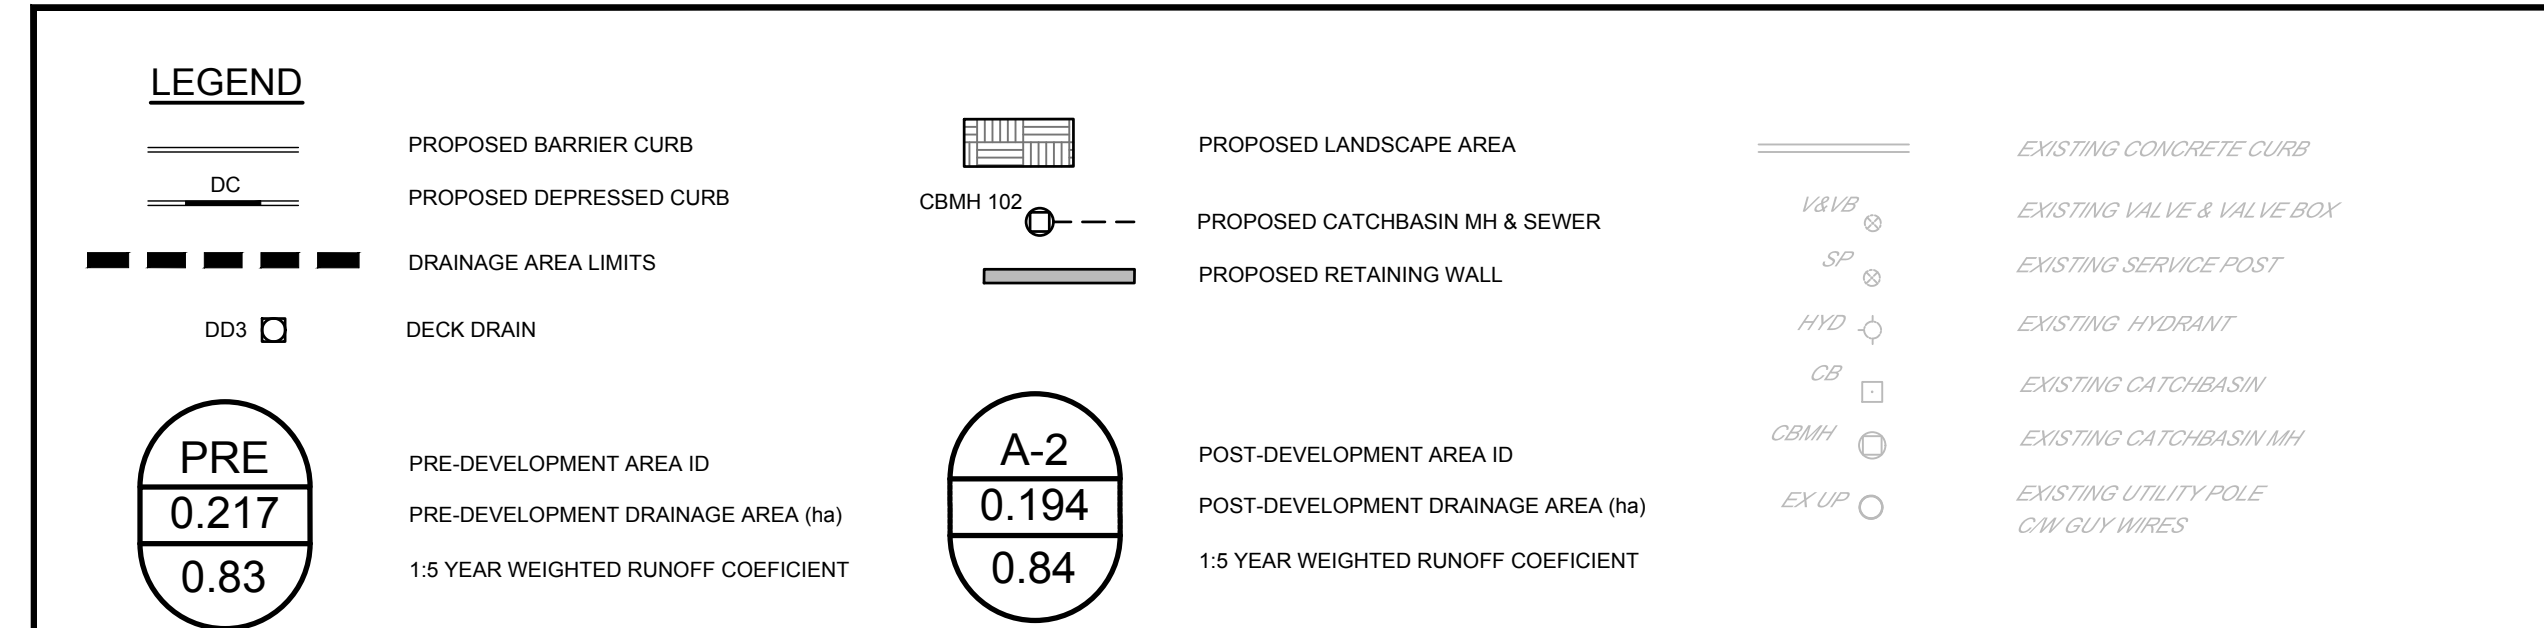 LEGEND
PROPOSED BARRIER CURB
DC
PROPOSED DEPRESSED CURB
DRAINAGE AREA LIMITS
DD3
DECK DRAIN
PRE
0.217
0.83
PRE-DEVELOPMENT AREA ID
PRE-DEVELOPMENT DRAINAGE AREA (ha)
1:5 YEAR WEIGHTED RUNOFF COEFICIENT
PROPOSED LANDSCAPE AREA
CBMH 102
PROPOSED CATCHBASIN MH & SEWER
PROPOSED RETAINING WALL
A-2
0.194
0.84
POST-DEVELOPMENT AREA ID
POST-DEVELOPMENT DRAINAGE AREA (ha)
1:5 YEAR WEIGHTED RUNOFF COEFICIENT
EXISTING CONCRETE CURB
V&VB
EXISTING VALVE & VALVE BOX
SP
EXISTING SERVICE POST
HYD
EXISTING HYDRANT
CB
EXISTING CATCHBASIN
CBMH
EXISTING CATCHBASIN MH
EX UP
EXISTING UTILITY POLE
C/W GUY WIRES